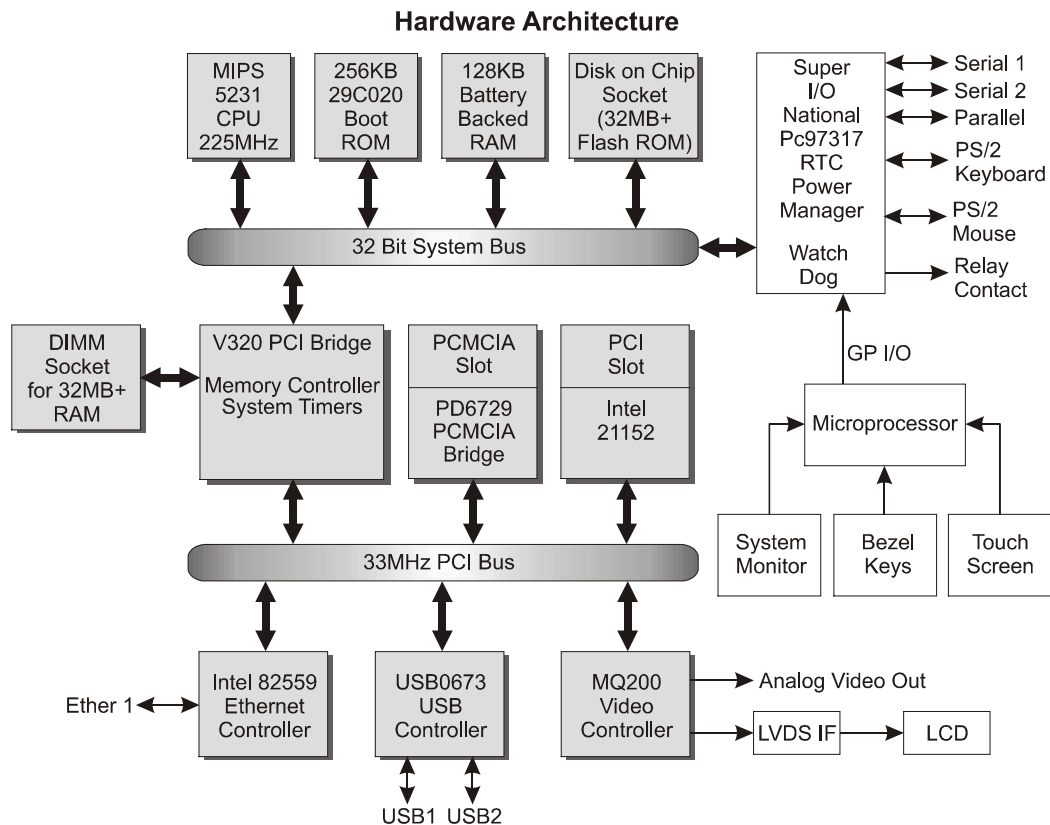 Hardware Architecture
MIPS
5231
CPU
225MHz
256KB
29C020
Boot
ROM
128KB
Battery
Backed
RAM
Disk on Chip
Socket
(32MB+
Flash ROM)
Super
I/O
National
Pc97317
RTC
Power
Manager
Watch
Dog
Serial 1
Serial 2
Parallel
PS/2
Keyboard
PS/2
Mouse
Relay
Contact
32 Bit System Bus
DIMM
Socket
for 32MB+
RAM
V320 PCI Bridge
Memory Controller
System Timers
PCMCIA
Slot
PD6729
PCMCIA
Bridge
PCI
Slot
Intel
21152
GP I/O
Microprocessor
System
Monitor
Bezel
Keys
Touch
Screen
33MHz PCI Bus
Ether 1
Intel 82559
Ethernet
Controller
USB0673
USB
Controller
MQ200
Video
Controller
Analog Video Out
LVDS IF
LCD
USB1
USB2